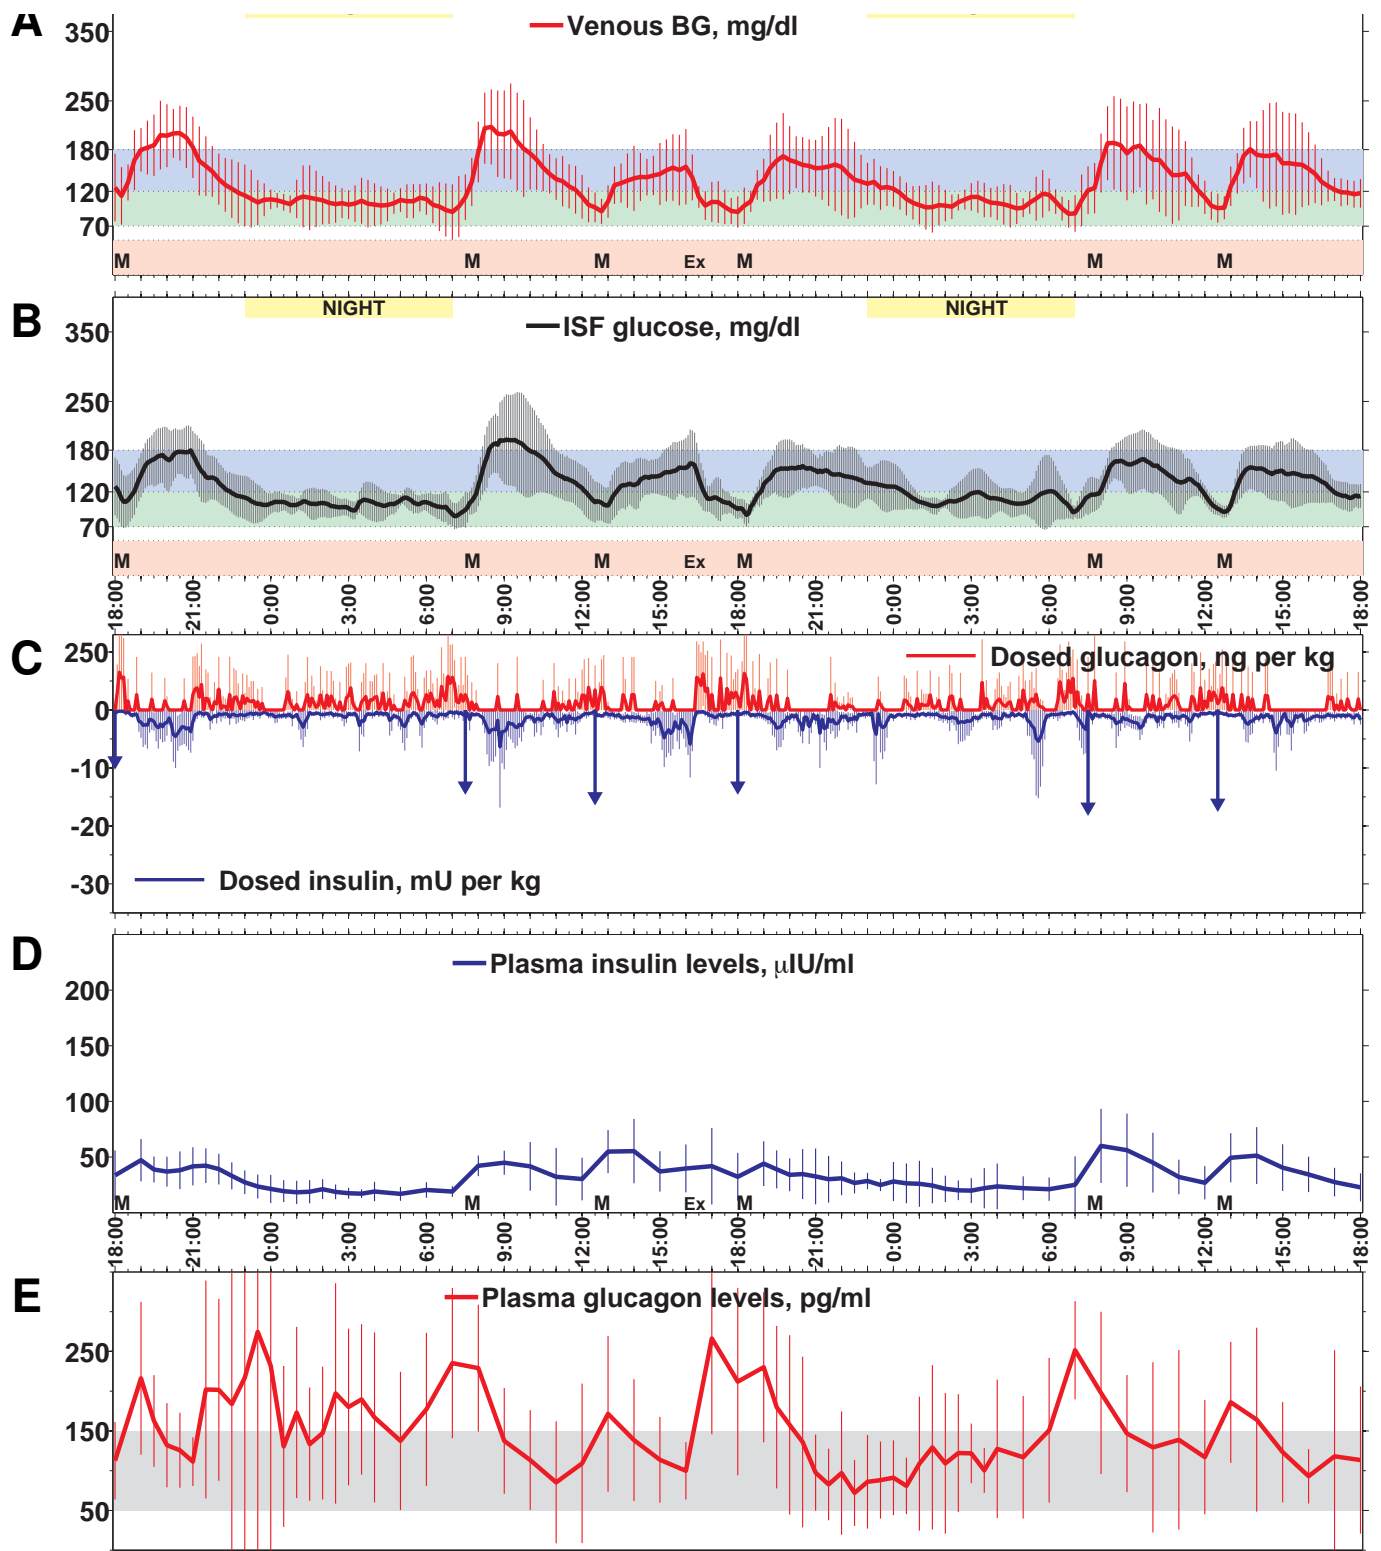 A
350
Venous BG, mg/dl
250
180
120
70
M M M Ex M M M
B
NIGHT NIGHT
350
ISF glucose, mg/dl
250
180
120
70
M M M Ex M M M
18:00 21:00 0:00 3:00 6:00 9:00 12:00 15:00 18:00 21:00 0:00 3:00 6:00 9:00 12:00 15:00 18:00
C
250
Dosed glucagon, ng per kg
0
-10
-20
-30
Dosed insulin, mU per kg
D
Plasma insulin levels, µIU/ml
200
150
100
50
M M M Ex M M M
18:00 21:00 0:00 3:00 6:00 9:00 12:00 15:00 18:00 21:00 0:00 3:00 6:00 9:00 12:00 15:00 18:00
E
Plasma glucagon levels, pg/ml
250
150
50